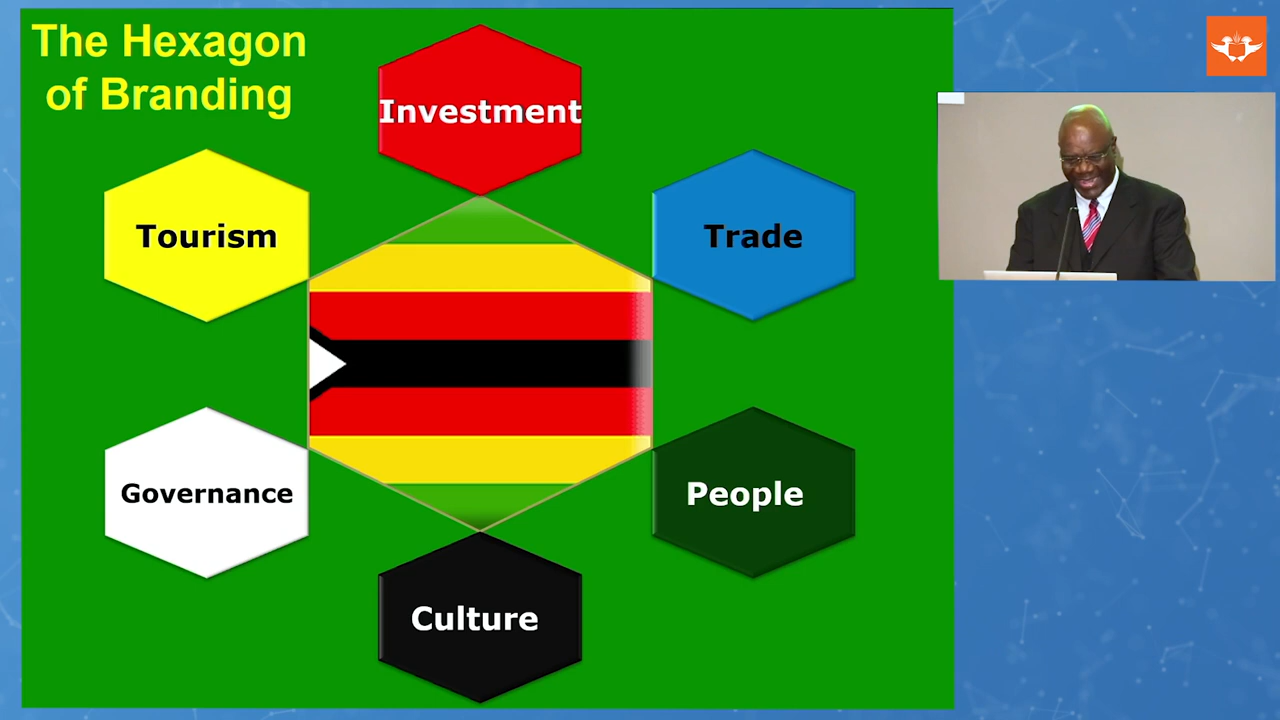 The Hexagon
of Branding
Investment
Tourism
Trade
Governance
People
Culture